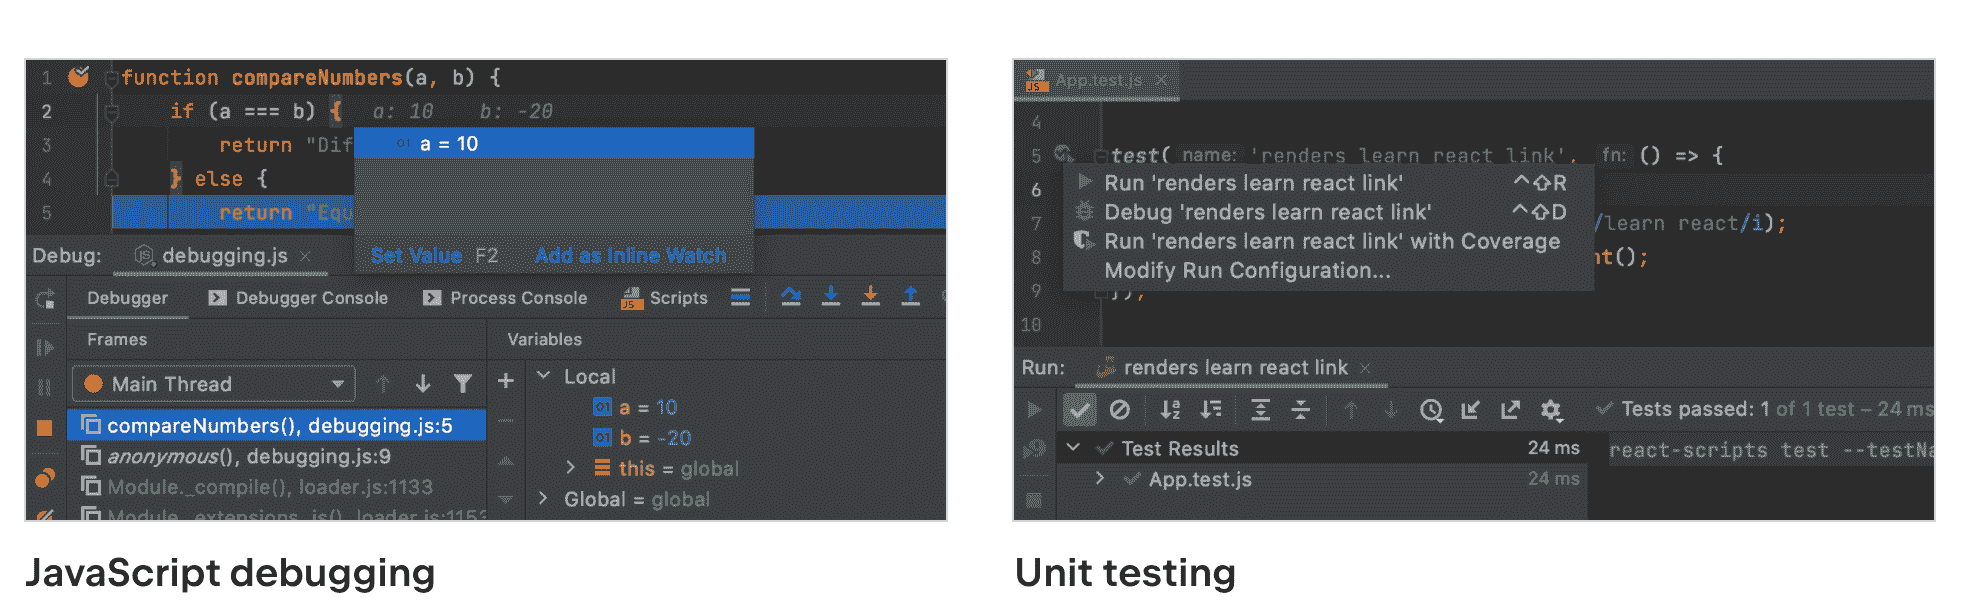 1 function compareNumbers(a, b) {
2 if (a === b) { a: 10 b: -20
3 return "Dif
a = 10
4 } else {
5 return "Equ
Set Value F2 Add as Inline Watch
Debug: debugging.js
Debugger Debugger Console Process Console Scripts
Frames Variables
Main Thread
compareNumbers(), debugging.js:5
anonymous(), debugging.js:9
Module._compile(), loader.js:1133
Module._extensions..js(), loader.js:1153
Local
a = 10
b = -20
this = global
Global = global
JavaScript debugging
App.test.js
4
5 test( name: 'renders learn react link', fn: () => {
6
Run 'renders learn react link' ^⇧R
Debug 'renders learn react link' ^⇧D
7 /learn react/i);
Run 'renders learn react link' with Coverage
8 nt();
Modify Run Configuration...
9 });
10
Run: renders learn react link
Tests passed: 1 of 1 test – 24 ms
Test Results 24 ms
App.test.js 24 ms
react-scripts test --testNa
Unit testing